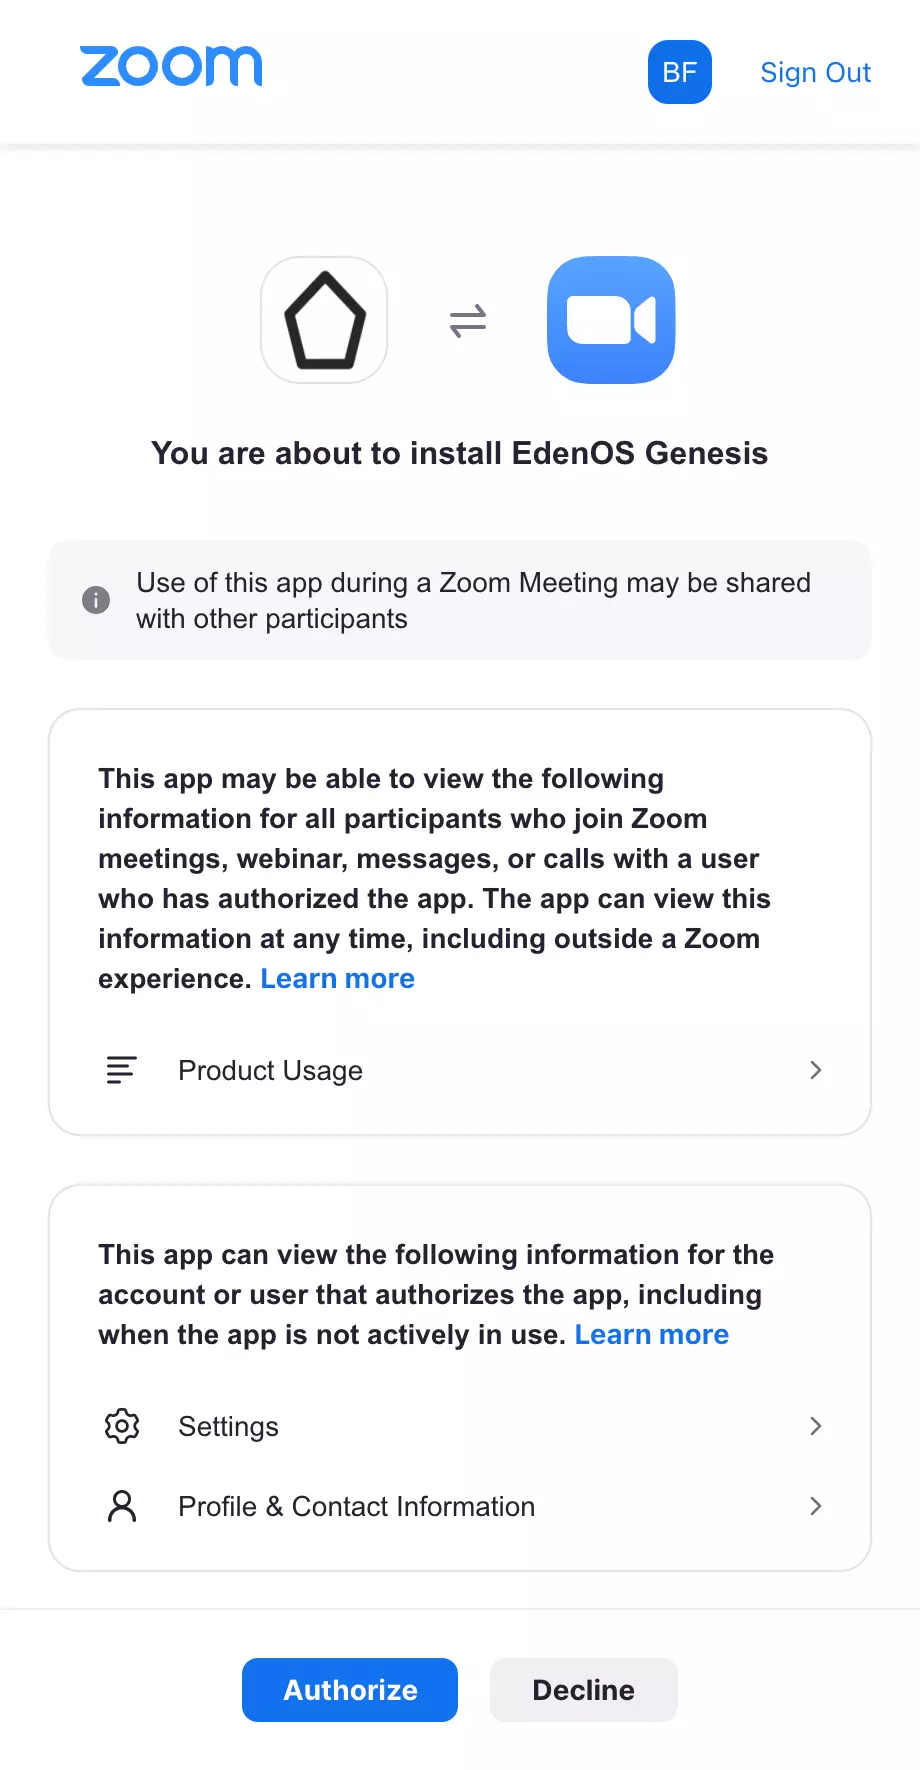 zoom
BF
Sign Out
You are about to install EdenOS Genesis
Use of this app during a Zoom Meeting may be shared
with other participants
This app may be able to view the following
information for all participants who join Zoom
meetings, webinar, messages, or calls with a user
who has authorized the app. The app can view this
information at any time, including outside a Zoom
experience. Learn more
Product Usage
This app can view the following information for the
account or user that authorizes the app, including
when the app is not actively in use. Learn more
Settings
Profile & Contact Information
Authorize
Decline